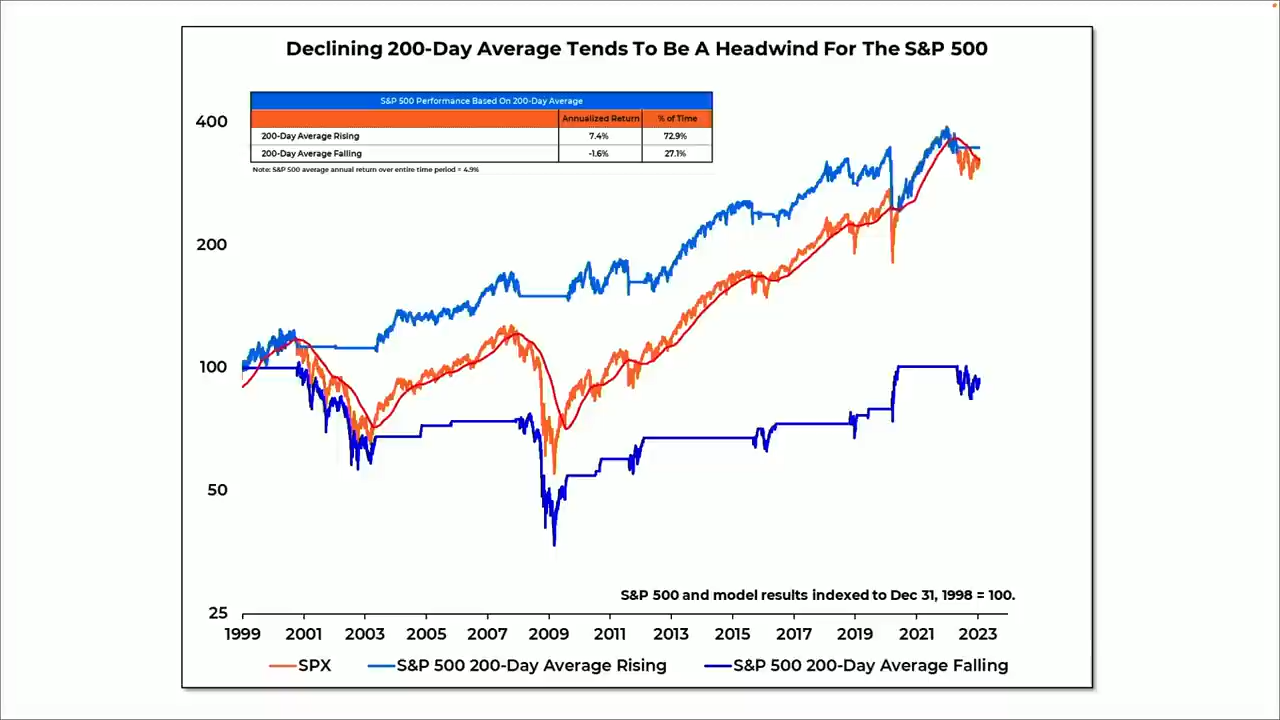 Declining 200-Day Average Tends To Be A Headwind For The S&P 500
S&P 500 Performance Based On 200-Day Average
Annualized Return % of Time
200-Day Average Rising 7.4% 72.9%
200-Day Average Falling -1.6% 27.1%
Note: S&P 500 average annual return over entire time period = 4.9%
400
200
100
50
25
S&P 500 and model results indexed to Dec 31, 1998 = 100.
1999 2001 2003 2005 2007 2009 2011 2013 2015 2017 2019 2021 2023
SPX S&P 500 200-Day Average Rising S&P 500 200-Day Average Falling